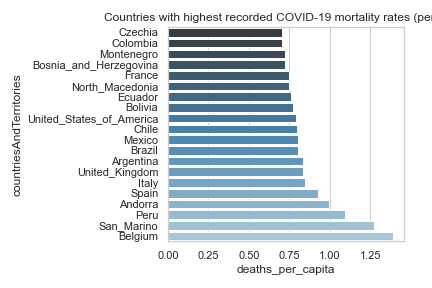 Countries with highest recorded COVID-19 mortality rates (per
Czechia
Colombia
Montenegro
Bosnia_and_Herzegovina
France
North_Macedonia
Ecuador
Bolivia
United_States_of_America
Chile
Mexico
Brazil
Argentina
United_Kingdom
Italy
Spain
Andorra
Peru
San_Marino
Belgium
countriesAndTerritories
0.00 0.25 0.50 0.75 1.00 1.25
deaths_per_capita